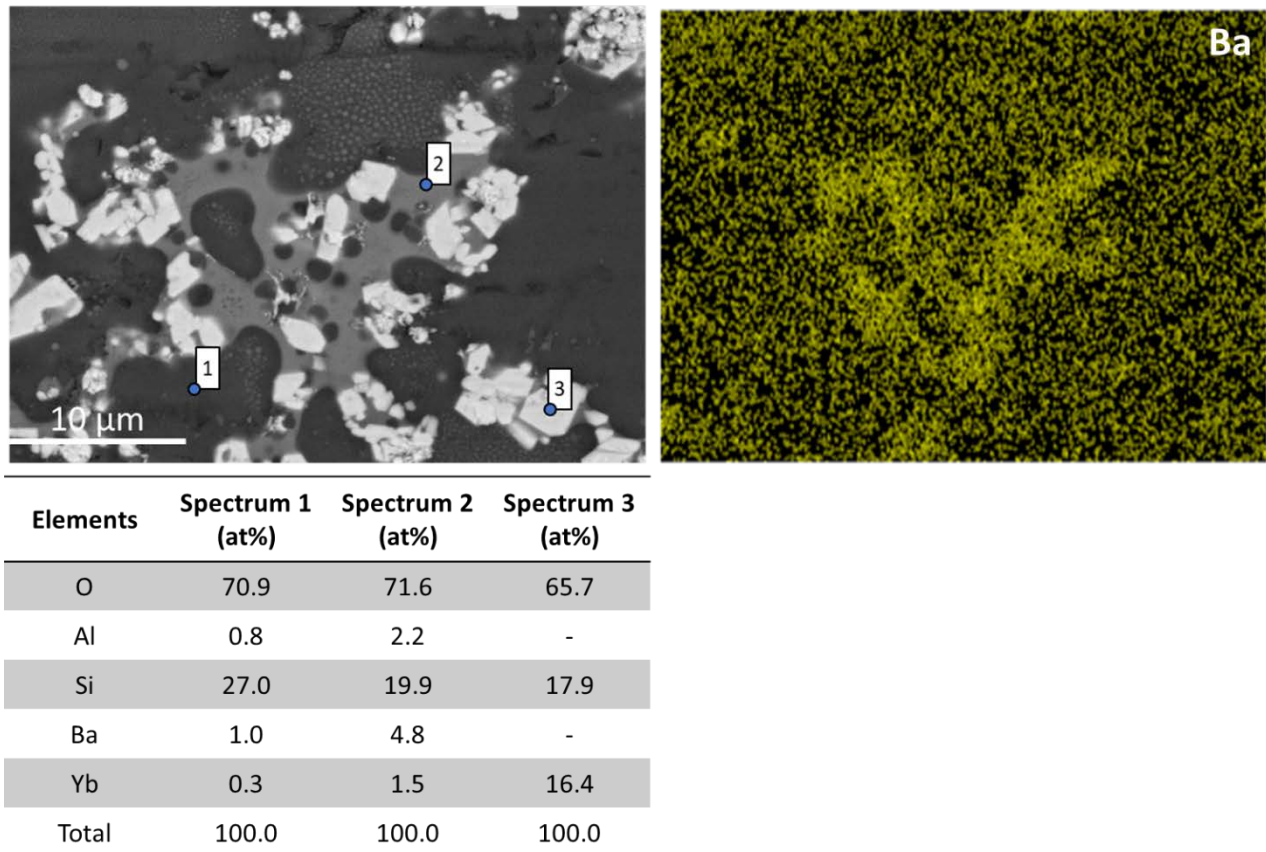 Ba
2
1
3
10 μm
Elements Spectrum 1 (at%) Spectrum 2 (at%) Spectrum 3 (at%)
O 70.9 71.6 65.7
Al 0.8 2.2 -
Si 27.0 19.9 17.9
Ba 1.0 4.8 -
Yb 0.3 1.5 16.4
Total 100.0 100.0 100.0